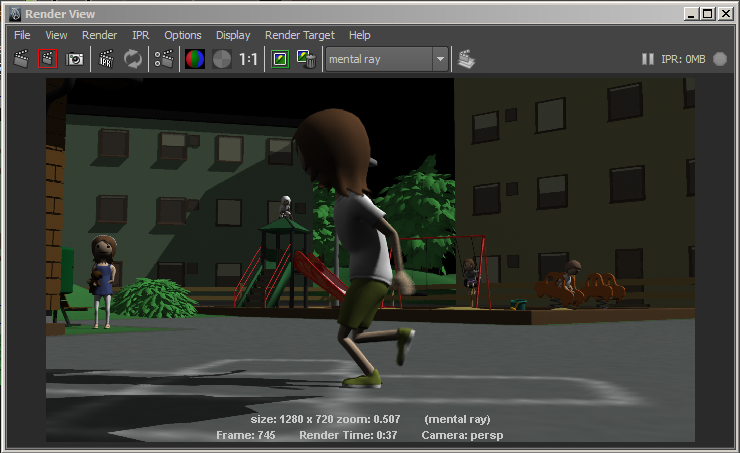 Render View
File View Render IPR Options Display Render Target Help
IPR 1:1 mental ray IPR: 0MB
size: 1280 x 720 zoom: 0.507 (mental ray)
Frame: 745 Render Time: 0:37 Camera: persp